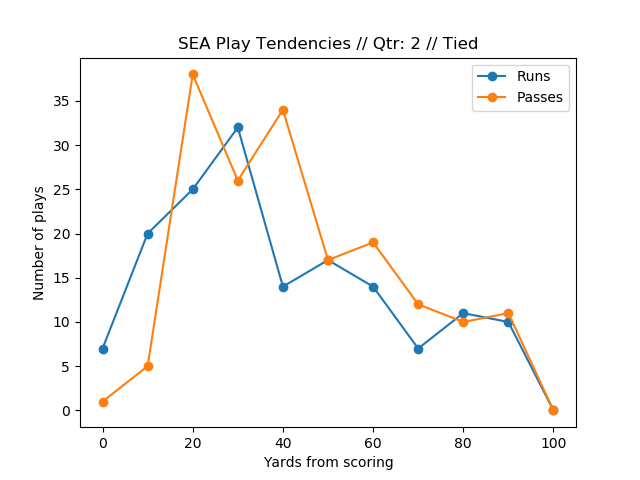 SEA Play Tendencies // Qtr: 2 // Tied
Runs
Passes
Number of plays
35
30
25
20
15
10
5
0
0 20 40 60 80 100
Yards from scoring